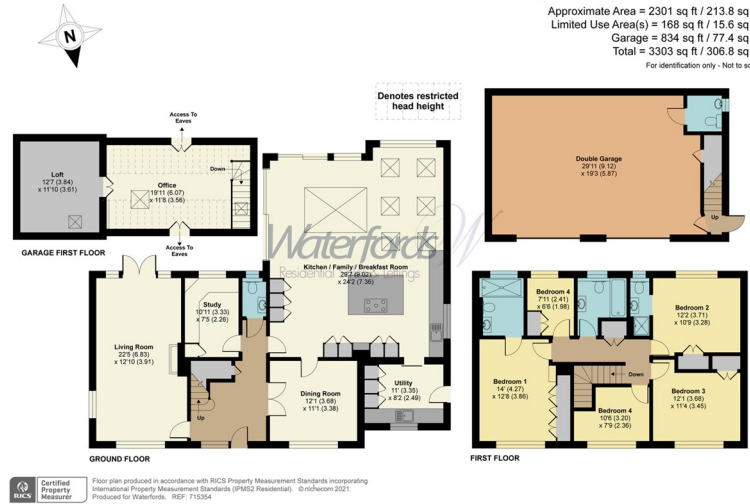 Approximate Area = 2301 sq ft / 213.8 sq
Limited Use Area(s) = 168 sq ft / 15.6 sq
Garage = 834 sq ft / 77.4 sq
Total = 3303 sq ft / 306.8 sq
For identification only - Not to sc
N
Denotes restricted
head height
Access To
Eaves
Loft
12'7 (3.84)
x 11'10 (3.61)
Office
19'11 (6.07)
x 11'8 (3.56)
Down
Access To
Eaves
GARAGE FIRST FLOOR
Double Garage
29'11 (9.12)
x 19'3 (5.87)
Up
Waterfords W
Residential Sales & Lettings
Kitchen / Family / Breakfast Room
29'7 (9.02)
x 24'2 (7.36)
Study
10'11 (3.33)
x 7'5 (2.26)
Living Room
22'5 (6.83)
x 12'10 (3.91)
Dining Room
12'1 (3.68)
x 11'1 (3.38)
Utility
11' (3.35)
x 8'2 (2.49)
Up
GROUND FLOOR
Bedroom 4
7'11 (2.41)
x 6'6 (1.98)
Bedroom 2
12'2 (3.71)
x 10'9 (3.28)
Bedroom 1
14' (4.27)
x 12'8 (3.86)
Down
Bedroom 4
10'6 (3.20)
x 7'9 (2.36)
Bedroom 3
12'1 (3.68)
x 11'4 (3.45)
FIRST FLOOR
RICS
Certified
Property
Measurer
Floor plan produced in accordance with RICS Property Measurement Standards incorporating
International Property Measurement Standards (IPMS2 Residential). © nichecom 2021.
Produced for Waterfords. REF: 715354